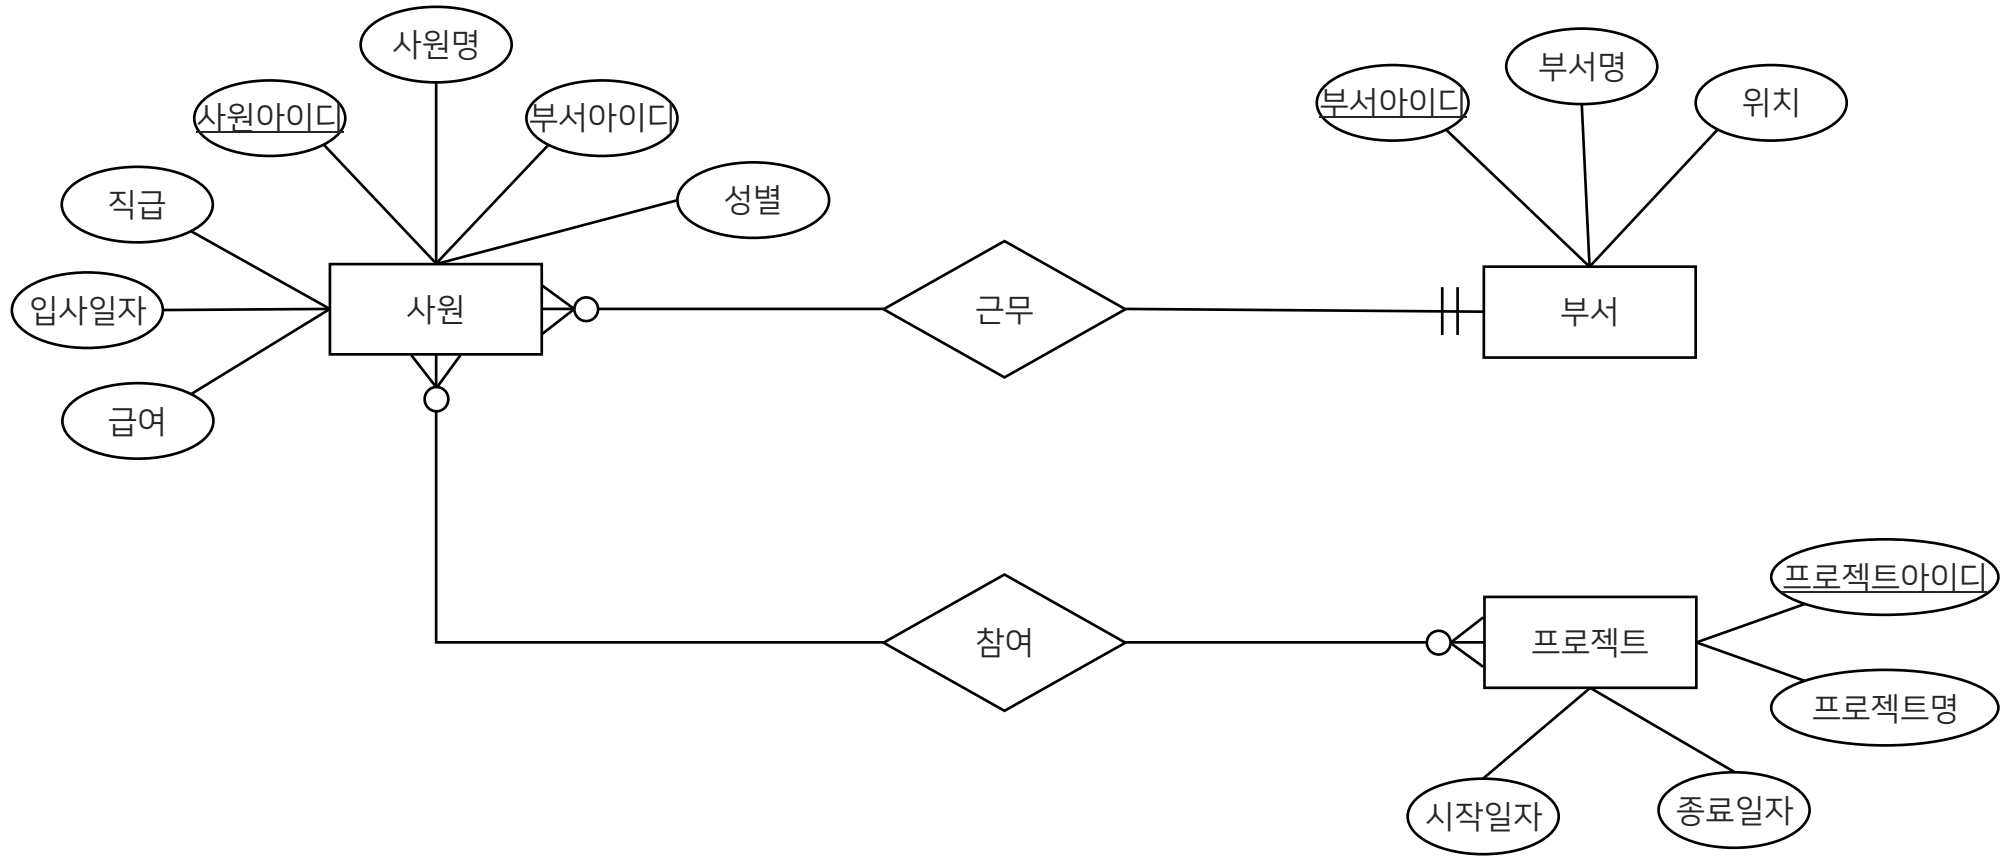 사원명
사원아이디
부서아이디
직급
성별
입사일자
사원
급여
근무
부서명
부서아이디
위치
부서
참여
프로젝트
프로젝트아이디
프로젝트명
시작일자
종료일자